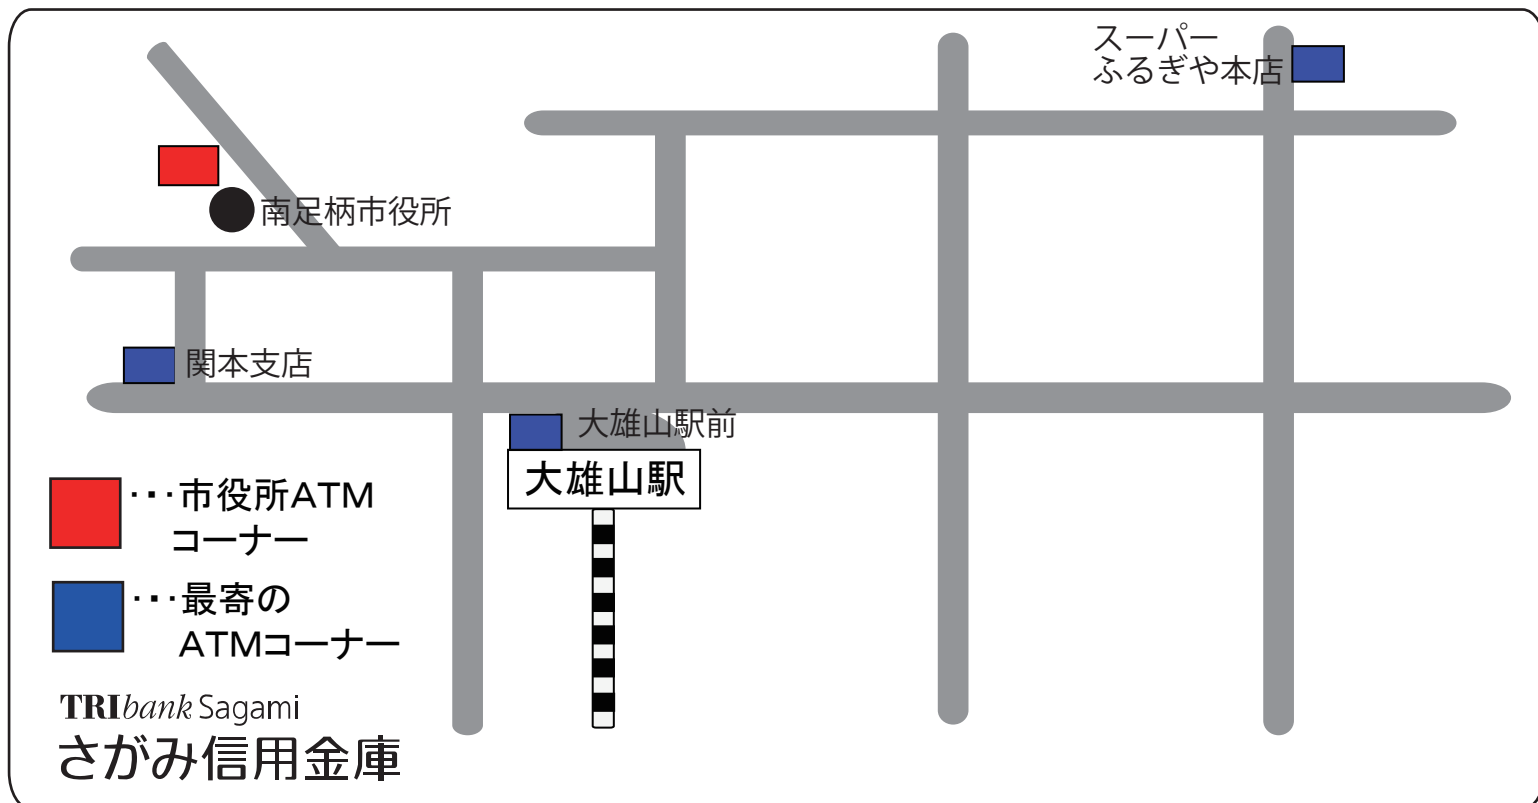 スーパー
ふるぎや本店
南足柄市役所
関本支店
大雄山駅前
大雄山駅
･･･市役所ATM
コーナー
･･･最寄の
ATMコーナー
TRIbank Sagami
さがみ信用金庫